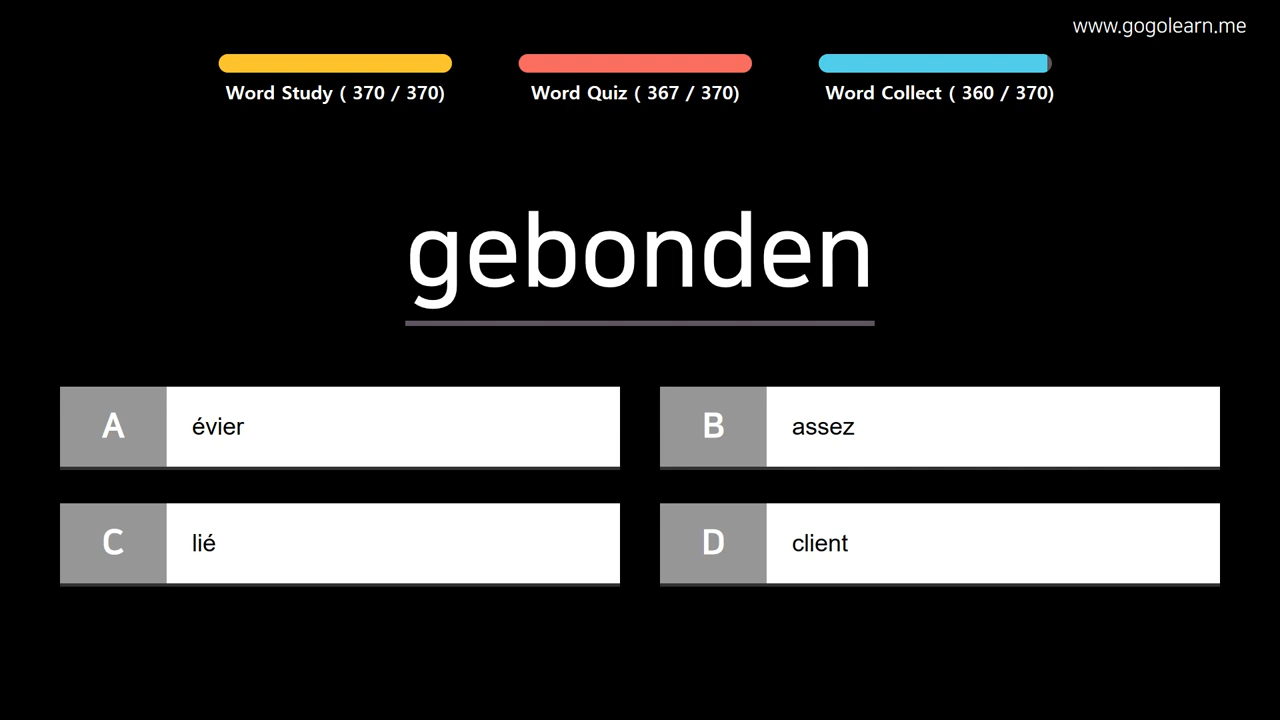 www.gogolearn.me
Word Study ( 370 / 370)
Word Quiz ( 367 / 370)
Word Collect ( 360 / 370)
gebonden
A
évier
B
assez
C
lié
D
client